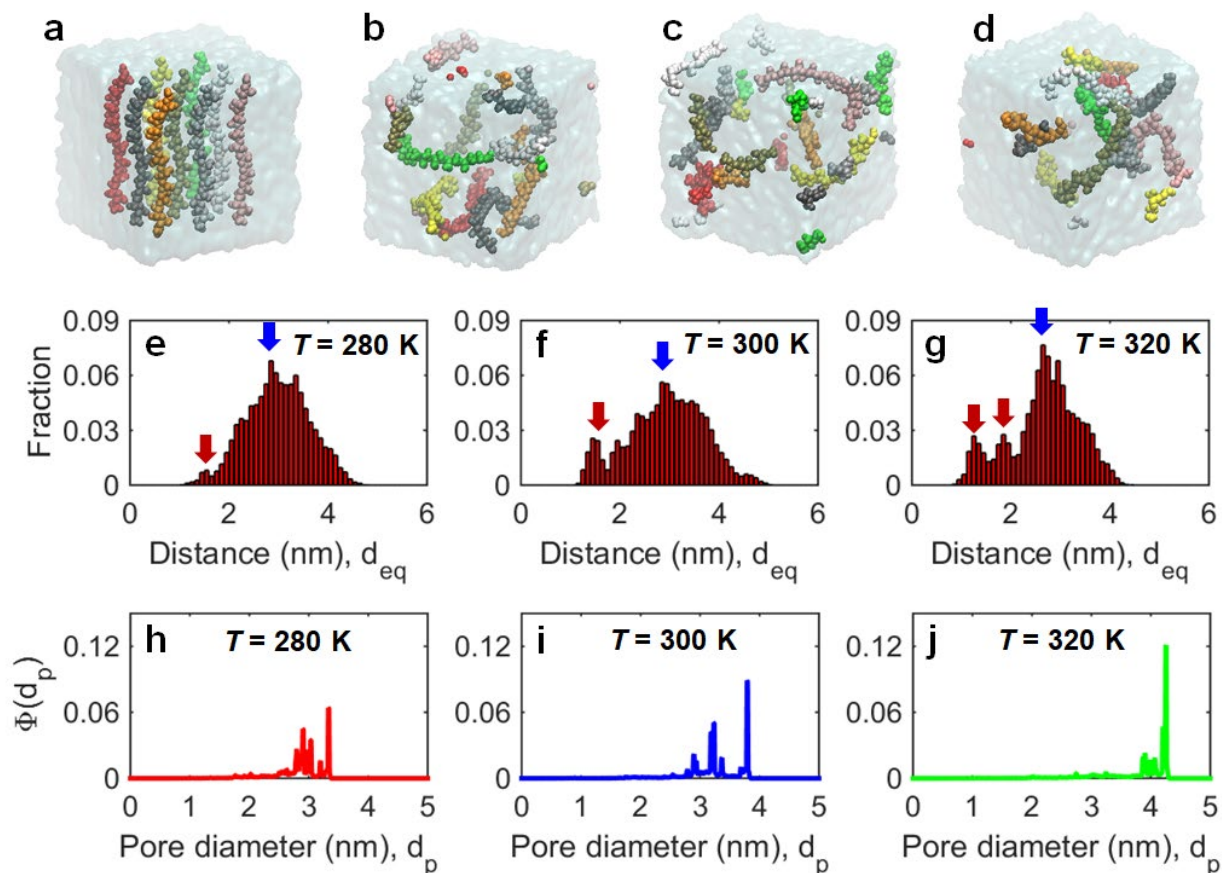 a b c d
0.09 0.09 0.09
e T = 280 K f T = 300 K g T = 320 K
Fraction
0.06 0.06 0.06
0.03 0.03 0.03
0 0 0
0 2 4 6 0 2 4 6 0 2 4 6
Distance (nm), d_eq Distance (nm), d_eq Distance (nm), d_eq
h T = 280 K i T = 300 K j T = 320 K
Φ(d_p)
0.12 0.12 0.12
0.06 0.06 0.06
0 0 0
0 1 2 3 4 5 0 1 2 3 4 5 0 1 2 3 4 5
Pore diameter (nm), d_p Pore diameter (nm), d_p Pore diameter (nm), d_p